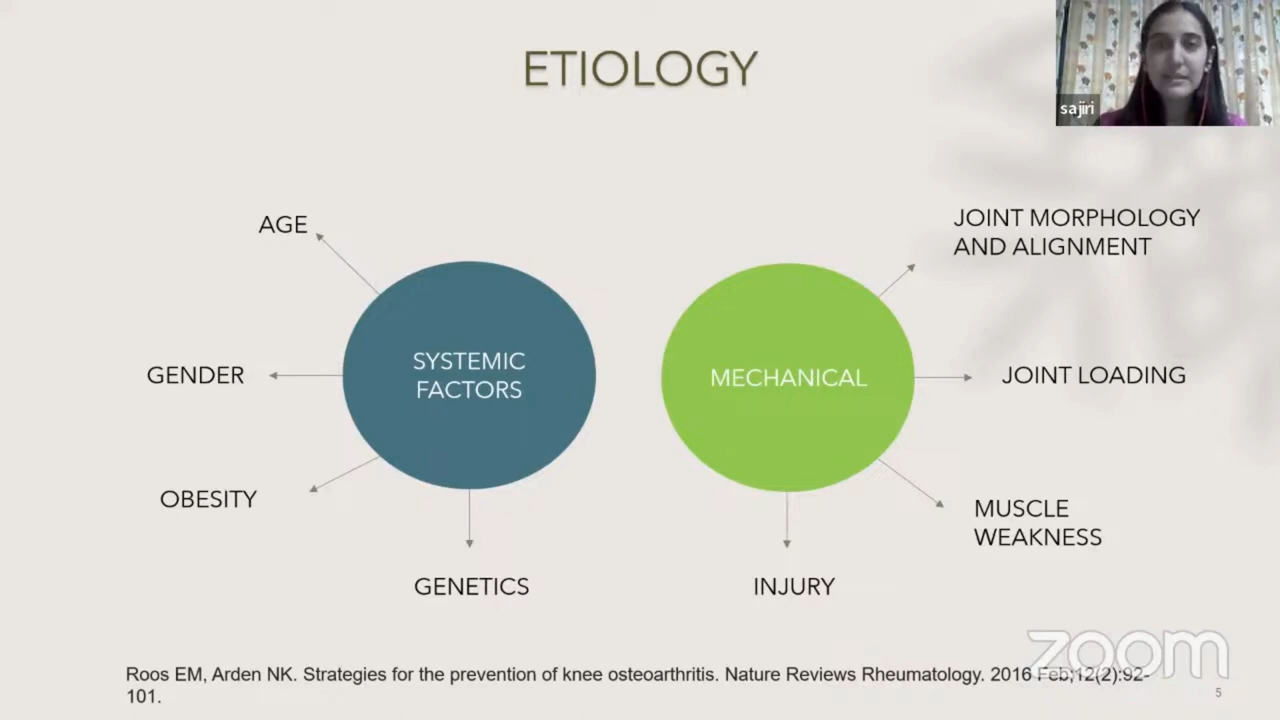 ETIOLOGY
sajiri
AGE
JOINT MORPHOLOGY
AND ALIGNMENT
SYSTEMIC
FACTORS
MECHANICAL
GENDER
JOINT LOADING
OBESITY
MUSCLE
WEAKNESS
GENETICS
INJURY
zoom
Roos EM, Arden NK. Strategies for the prevention of knee osteoarthritis. Nature Reviews Rheumatology. 2016 Feb;12(2):92-
101.
5